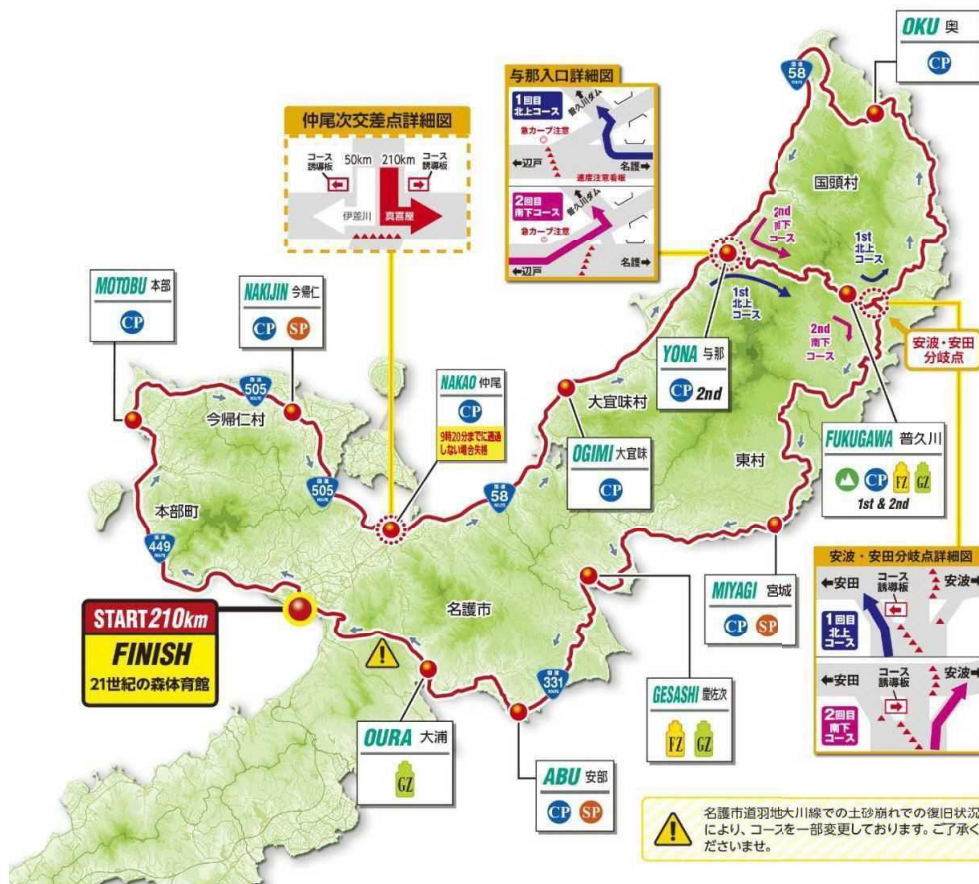 OKU 奥
CP
国道
58
ROUTE
与那入口詳細図
1回目
北上コース
普久川ダム
急カーブ注意
←辺戸
名護→
速度注意看板
2回目
南下コース
普久川ダム
急カーブ注意
←辺戸
名護→
仲尾次交差点詳細図
コース
誘導板
50km
210km
コース
誘導板
伊差川
真喜屋
国頭村
2nd
南下
コース
1st
北上
コース
1st
北上
コース
2nd
南下
コース
安波・安田
分岐点
MOTOBU 本部
CP
NAKIJIN 今帰仁
CP SP
YONA 与那
CP 2nd
505
今帰仁村
NAKAO 仲尾
CP
9時20分までに通過
しない場合失格
大宜味村
FUKUGAWA 普久川
CP FZ GZ
1st & 2nd
OGIMI 大宜味
CP
東村
505
58
本部町
449
安波・安田分岐点詳細図
←安田
コース
誘導板
安波→
1回目
北上
コース
←安田
コース
誘導板
安波→
2回目
南下
コース
MIYAGI 宮城
CP SP
START 210km
FINISH
21世紀の森体育館
名護市
331
GESASHI 慶佐次
FZ GZ
OURA 大浦
GZ
ABU 安部
CP SP
名護市道羽地大川線での土砂崩れでの復旧状況
により、コースを一部変更しております。ご了承く
ださいませ。